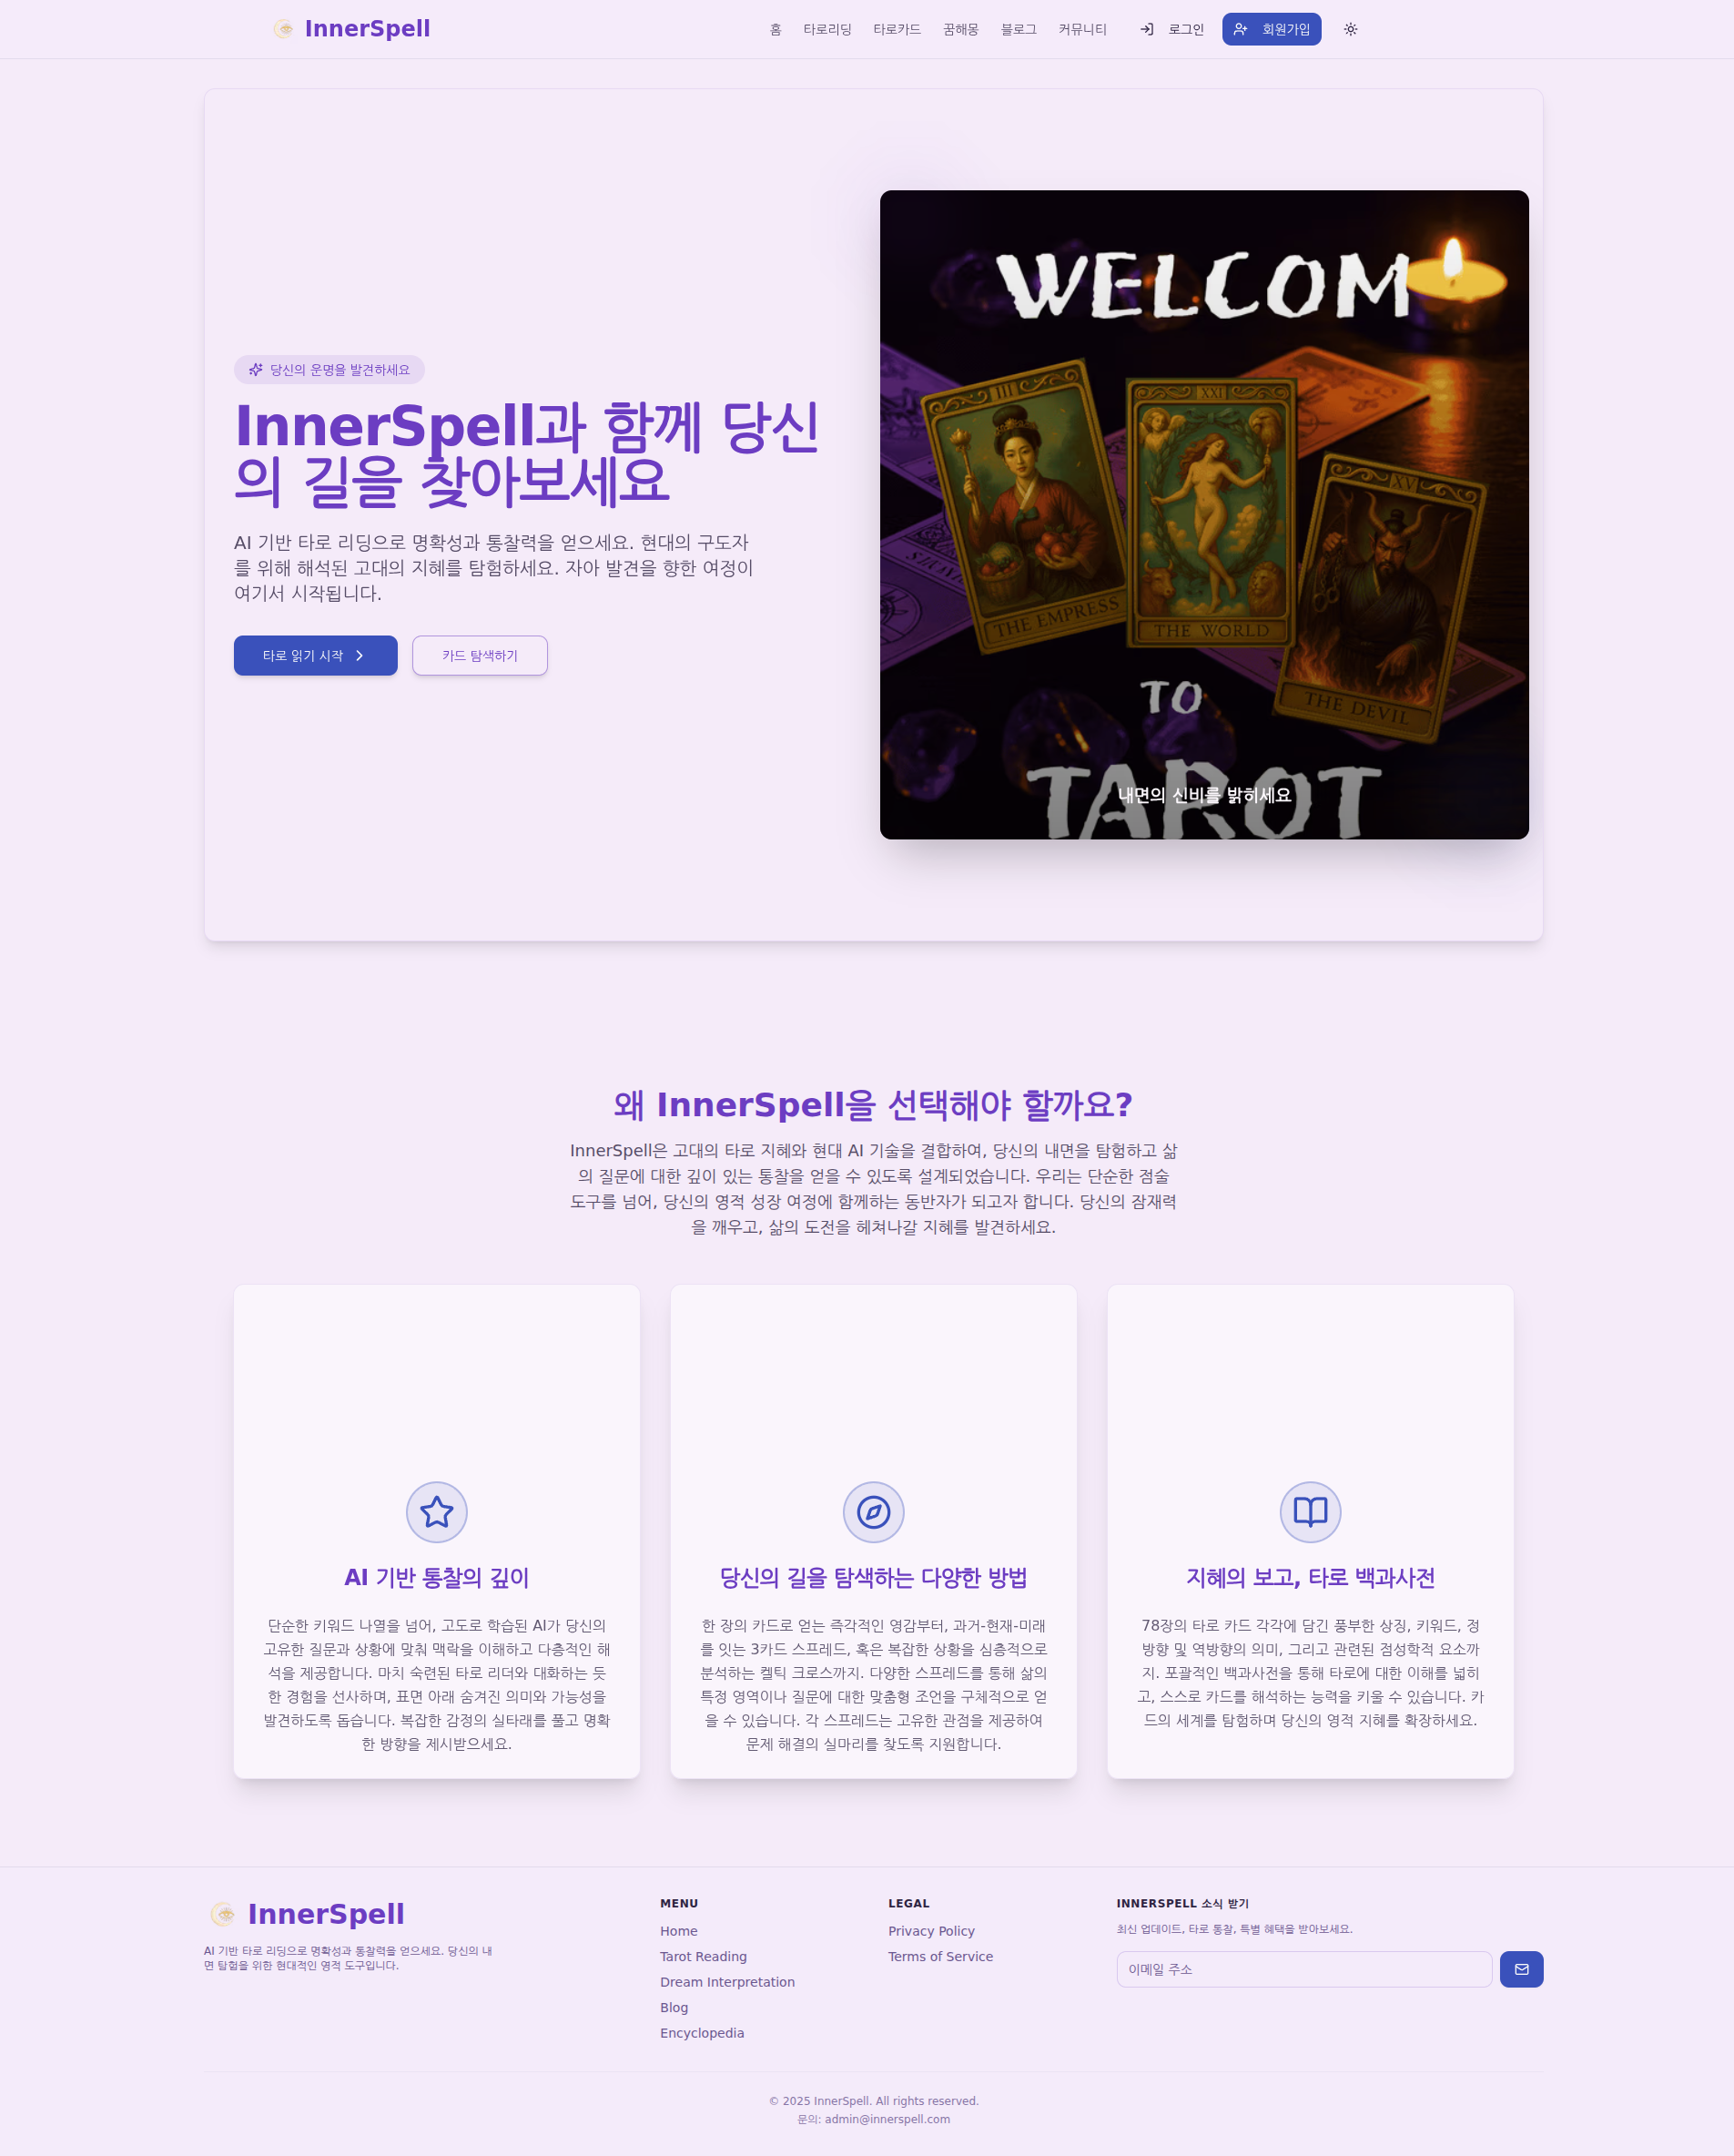 InnerSpell
홈 타로리딩 타로카드 꿈해몽 블로그 커뮤니티 로그인 회원가입
당신의 운명을 발견하세요
InnerSpell과 함께 당신
의 길을 찾아보세요
AI 기반 타로 리딩으로 명확성과 통찰력을 얻으세요. 현대의 구도자
를 위해 해석된 고대의 지혜를 탐험하세요. 자아 발견을 향한 여정이
여기서 시작됩니다.
타로 읽기 시작
카드 탐색하기
WELCOM
III
XXI
XV
THE EMPRESS
THE WORLD
THE DEVIL
TO
TAROT
내면의 신비를 밝히세요
왜 InnerSpell을 선택해야 할까요?
InnerSpell은 고대의 타로 지혜와 현대 AI 기술을 결합하여, 당신의 내면을 탐험하고 삶
의 질문에 대한 깊이 있는 통찰을 얻을 수 있도록 설계되었습니다. 우리는 단순한 점술
도구를 넘어, 당신의 영적 성장 여정에 함께하는 동반자가 되고자 합니다. 당신의 잠재력
을 깨우고, 삶의 도전을 헤쳐나갈 지혜를 발견하세요.
AI 기반 통찰의 깊이
단순한 키워드 나열을 넘어, 고도로 학습된 AI가 당신의
고유한 질문과 상황에 맞춰 맥락을 이해하고 다층적인 해
석을 제공합니다. 마치 숙련된 타로 리더와 대화하는 듯
한 경험을 선사하며, 표면 아래 숨겨진 의미와 가능성을
발견하도록 돕습니다. 복잡한 감정의 실타래를 풀고 명확
한 방향을 제시받으세요.
당신의 길을 탐색하는 다양한 방법
한 장의 카드로 얻는 즉각적인 영감부터, 과거-현재-미래
를 잇는 3카드 스프레드, 혹은 복잡한 상황을 심층적으로
분석하는 켈틱 크로스까지. 다양한 스프레드를 통해 삶의
특정 영역이나 질문에 대한 맞춤형 조언을 구체적으로 얻
을 수 있습니다. 각 스프레드는 고유한 관점을 제공하여
문제 해결의 실마리를 찾도록 지원합니다.
지혜의 보고, 타로 백과사전
78장의 타로 카드 각각에 담긴 풍부한 상징, 키워드, 정
방향 및 역방향의 의미, 그리고 관련된 점성학적 요소까
지. 포괄적인 백과사전을 통해 타로에 대한 이해를 넓히
고, 스스로 카드를 해석하는 능력을 키울 수 있습니다. 카
드의 세계를 탐험하며 당신의 영적 지혜를 확장하세요.
InnerSpell
AI 기반 타로 리딩으로 명확성과 통찰력을 얻으세요. 당신의 내
면 탐험을 위한 현대적인 영적 도구입니다.
MENU
Home
Tarot Reading
Dream Interpretation
Blog
Encyclopedia
LEGAL
Privacy Policy
Terms of Service
INNERSPELL 소식 받기
최신 업데이트, 타로 통찰, 특별 혜택을 받아보세요.
이메일 주소
© 2025 InnerSpell. All rights reserved.
문의: admin@innerspell.com